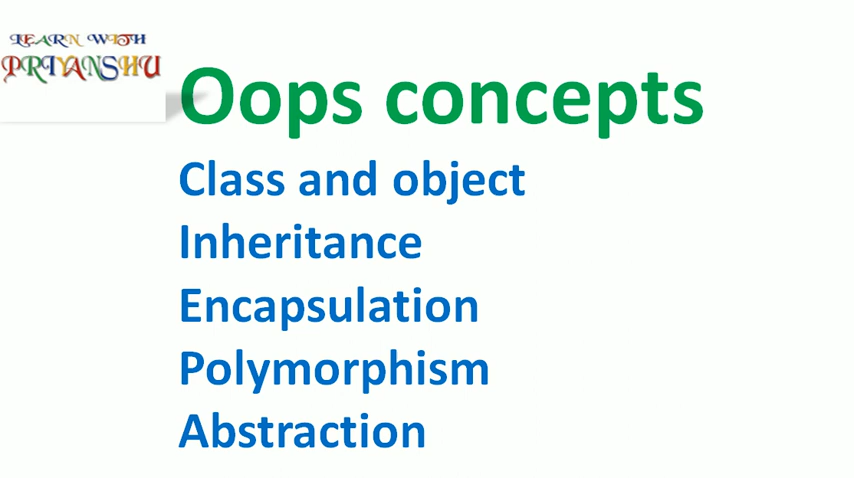 LEARN WITH
PRIYANSHU
Oops concepts
Class and object
Inheritance
Encapsulation
Polymorphism
Abstraction